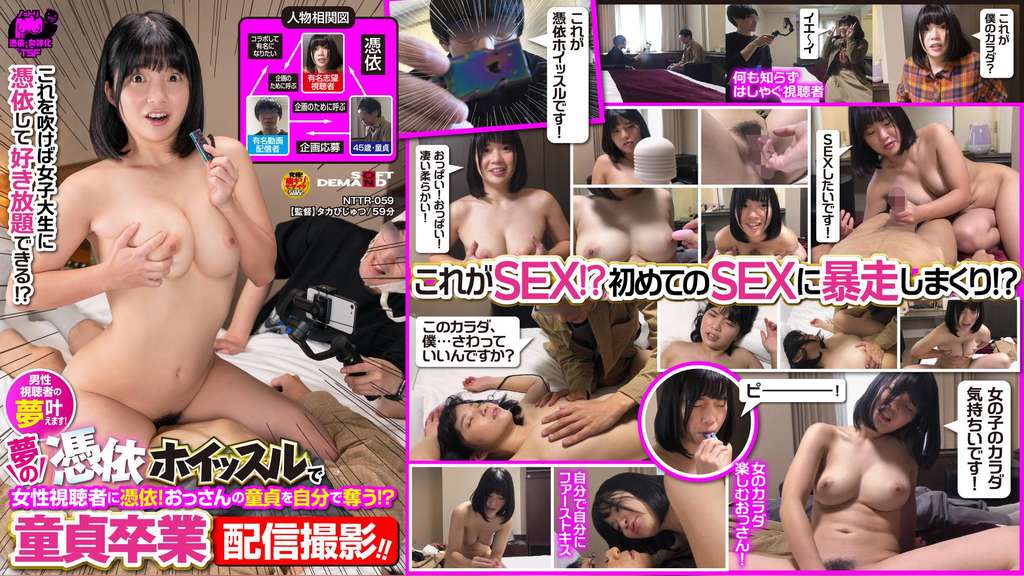 憑依・女体化
TSF
これを吹けば女子大生に
憑依して好き放題できる!?
人物相関図
コラボして
有名に
なりたい
企画の
ために呼ぶ
有名志望
視聴者
憑依
有名動画
配信者
企画のために呼ぶ
企画応募
45歳・童貞
SOFT
ON
DEMAND
NTTR-059
【監督】タカびじゅつ/59分
男性
視聴者の
夢叶
えます!
夢の憑依ホイッスルで
女性視聴者に憑依!おっさんの童貞を自分で奪う!?
童貞卒業
配信撮影!!
これが
憑依ホイッスルです!
イエーイ
何も知らず
はしゃぐ視聴者
これが
僕のカラダ?
おっぱい!おっぱい!
凄い柔らかい!
SEXしたいです!
これがSEX!?初めてのSEXに暴走しまくり!?
このカラダ、
僕…さわって
いいんですか?
ピーーーー!
自分で自分に
ファーストキス
女のカラダ
楽しむおっさん!
女の子のカラダ
気持ちいいです!